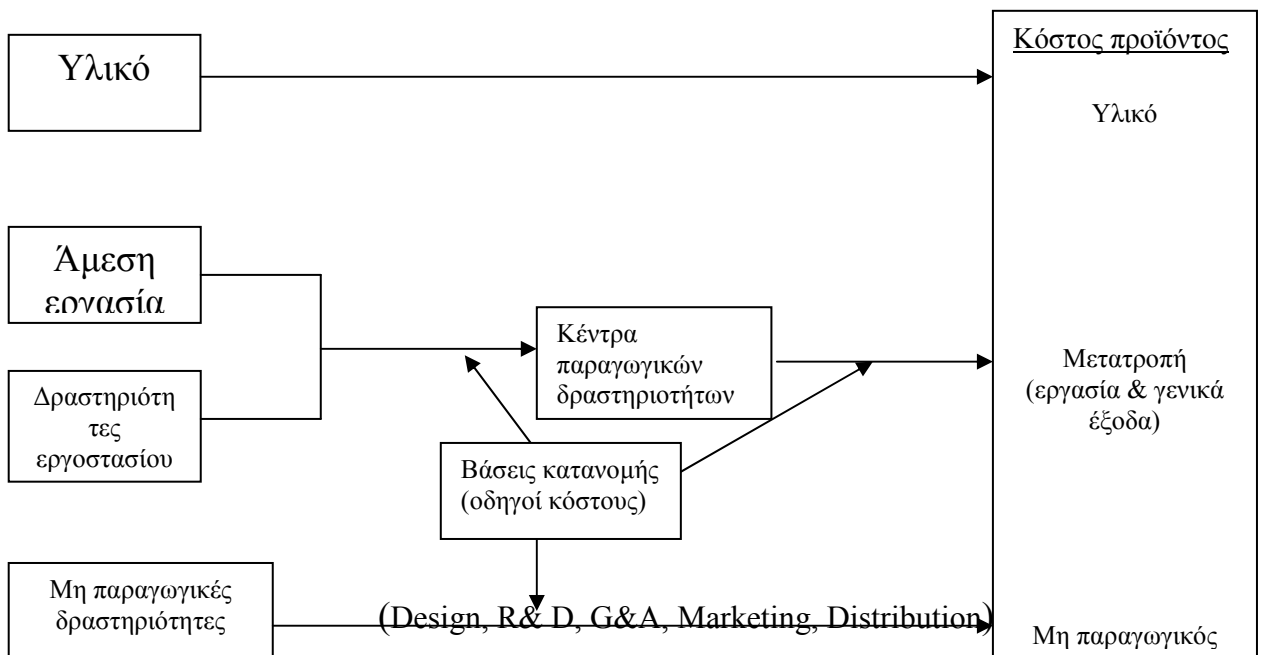 Υλικό
Κόστος προϊόντος
Υλικό
Άμεση
εργασία
Δραστηριότη
τες
εργοστασίου
Κέντρα
παραγωγικών
δραστηριοτήτων
Μετατροπή
(εργασία & γενικά
έξοδα)
Βάσεις κατανομής
(οδηγοί κόστους)
Μη παραγωγικές
δραστηριότητες
(Design, R& D, G&A, Marketing, Distribution)
Μη παραγωγικός